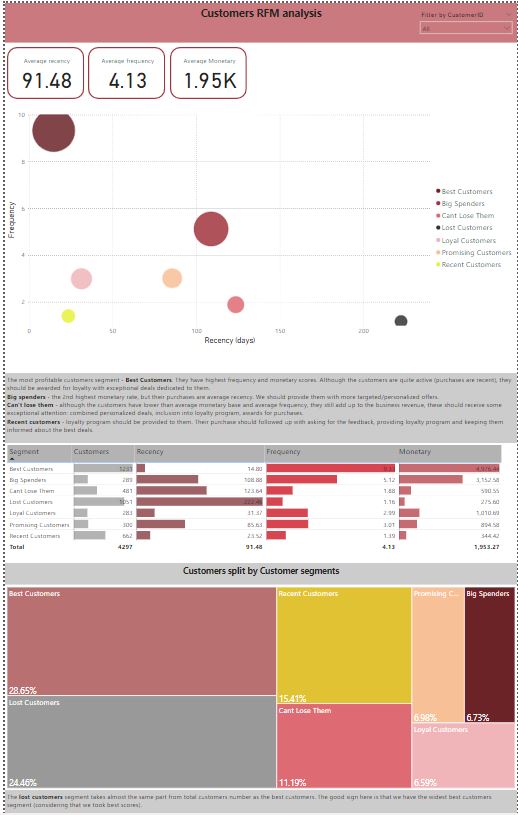 Customers RFM analysis
Filter by CustomerID
All
Average recency
91.48
Average frequency
4.13
Average Monetary
1.95K
Frequency
10
8
6
4
2
0
50
100
150
200
Recency (days)
Best Customers
Big Spenders
Cant Lose Them
Lost Customers
Loyal Customers
Promising Customers
Recent Customers
The most profitable customers segment - Best Customers. They have highest frequency and monetary scores. Although the customers are quite active (purchases are recent), they
should be awarded for loyalty with exceptional deals dedicated to them.
Big spenders - the 2nd highest monetary rate, but their purchases are average recency. We should provide them with more targeted/personalized offers.
Can't lose them - although the customers have lower than average monetary base and average frequency, they still add up to the business revenue, these should receive some
exceptional attention: combined personalized deals, inclusion into loyalty program, awards for purchases.
Recent customers - loyalty program should be provided to them. Their purchase should followed up with asking for the feedback, providing loyalty program and keeping them
informed about the best deals.
Segment Customers Recency Frequency Monetary
Best Customers 1231 14.80 9.33 4,976.44
Big Spenders 289 108.88 5.12 3,152.58
Cant Lose Them 481 123.64 1.88 590.55
Lost Customers 1051 222.46 1.16 275.60
Loyal Customers 283 31.37 2.99 1,010.69
Promising Customers 300 85.63 3.01 894.58
Recent Customers 662 23.52 1.39 344.42
Total 4297 91.48 4.13 1,953.27
Customers split by Customer segments
Best Customers
28.65%
Lost Customers
24.46%
Recent Customers
15.41%
Cant Lose Them
11.19%
Promising C...
6.98%
Big Spenders
6.73%
Loyal Customers
6.59%
The lost customers segment takes almost the same part from total customers number as the best customers. The good sign here is that we have the widest best customers
segment (considering that we took best scores).